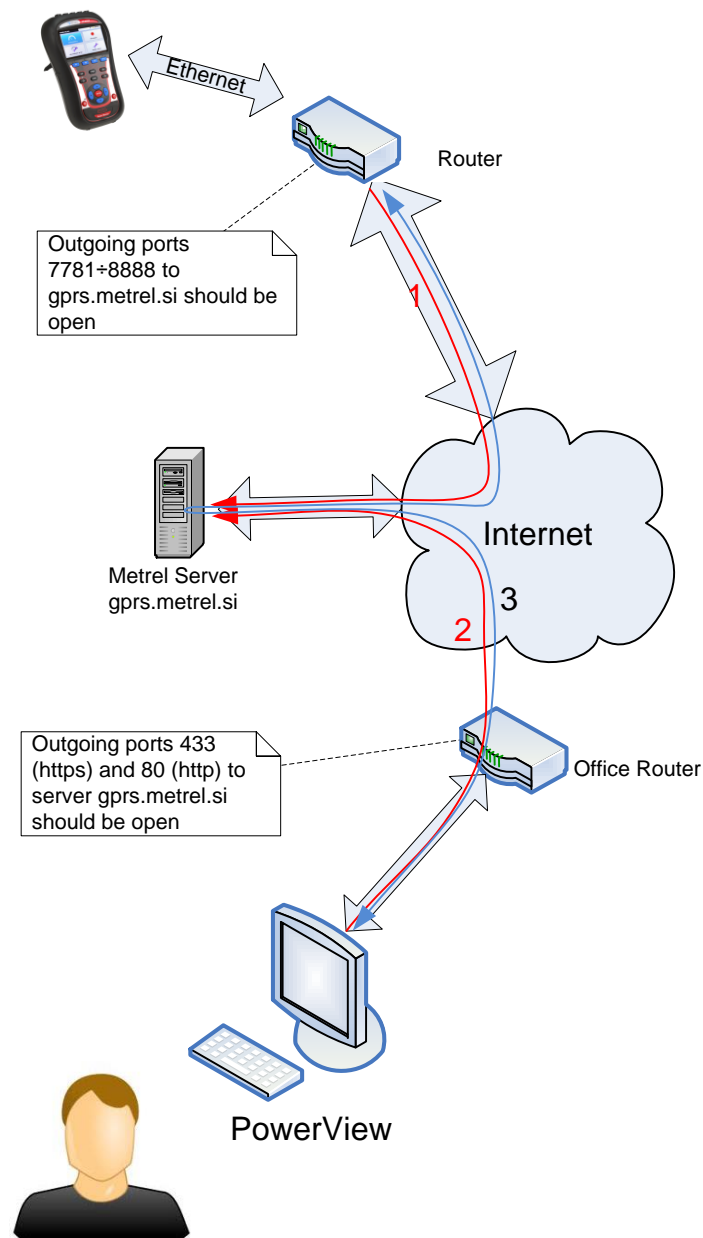 Ethernet
Router
Outgoing ports
7781÷8888 to
gprs.metrel.si should be
open
1
Internet
Metrel Server
gprs.metrel.si
3
2
Outgoing ports 433
(https) and 80 (http) to
server gprs.metrel.si
should be open
Office Router
PowerView